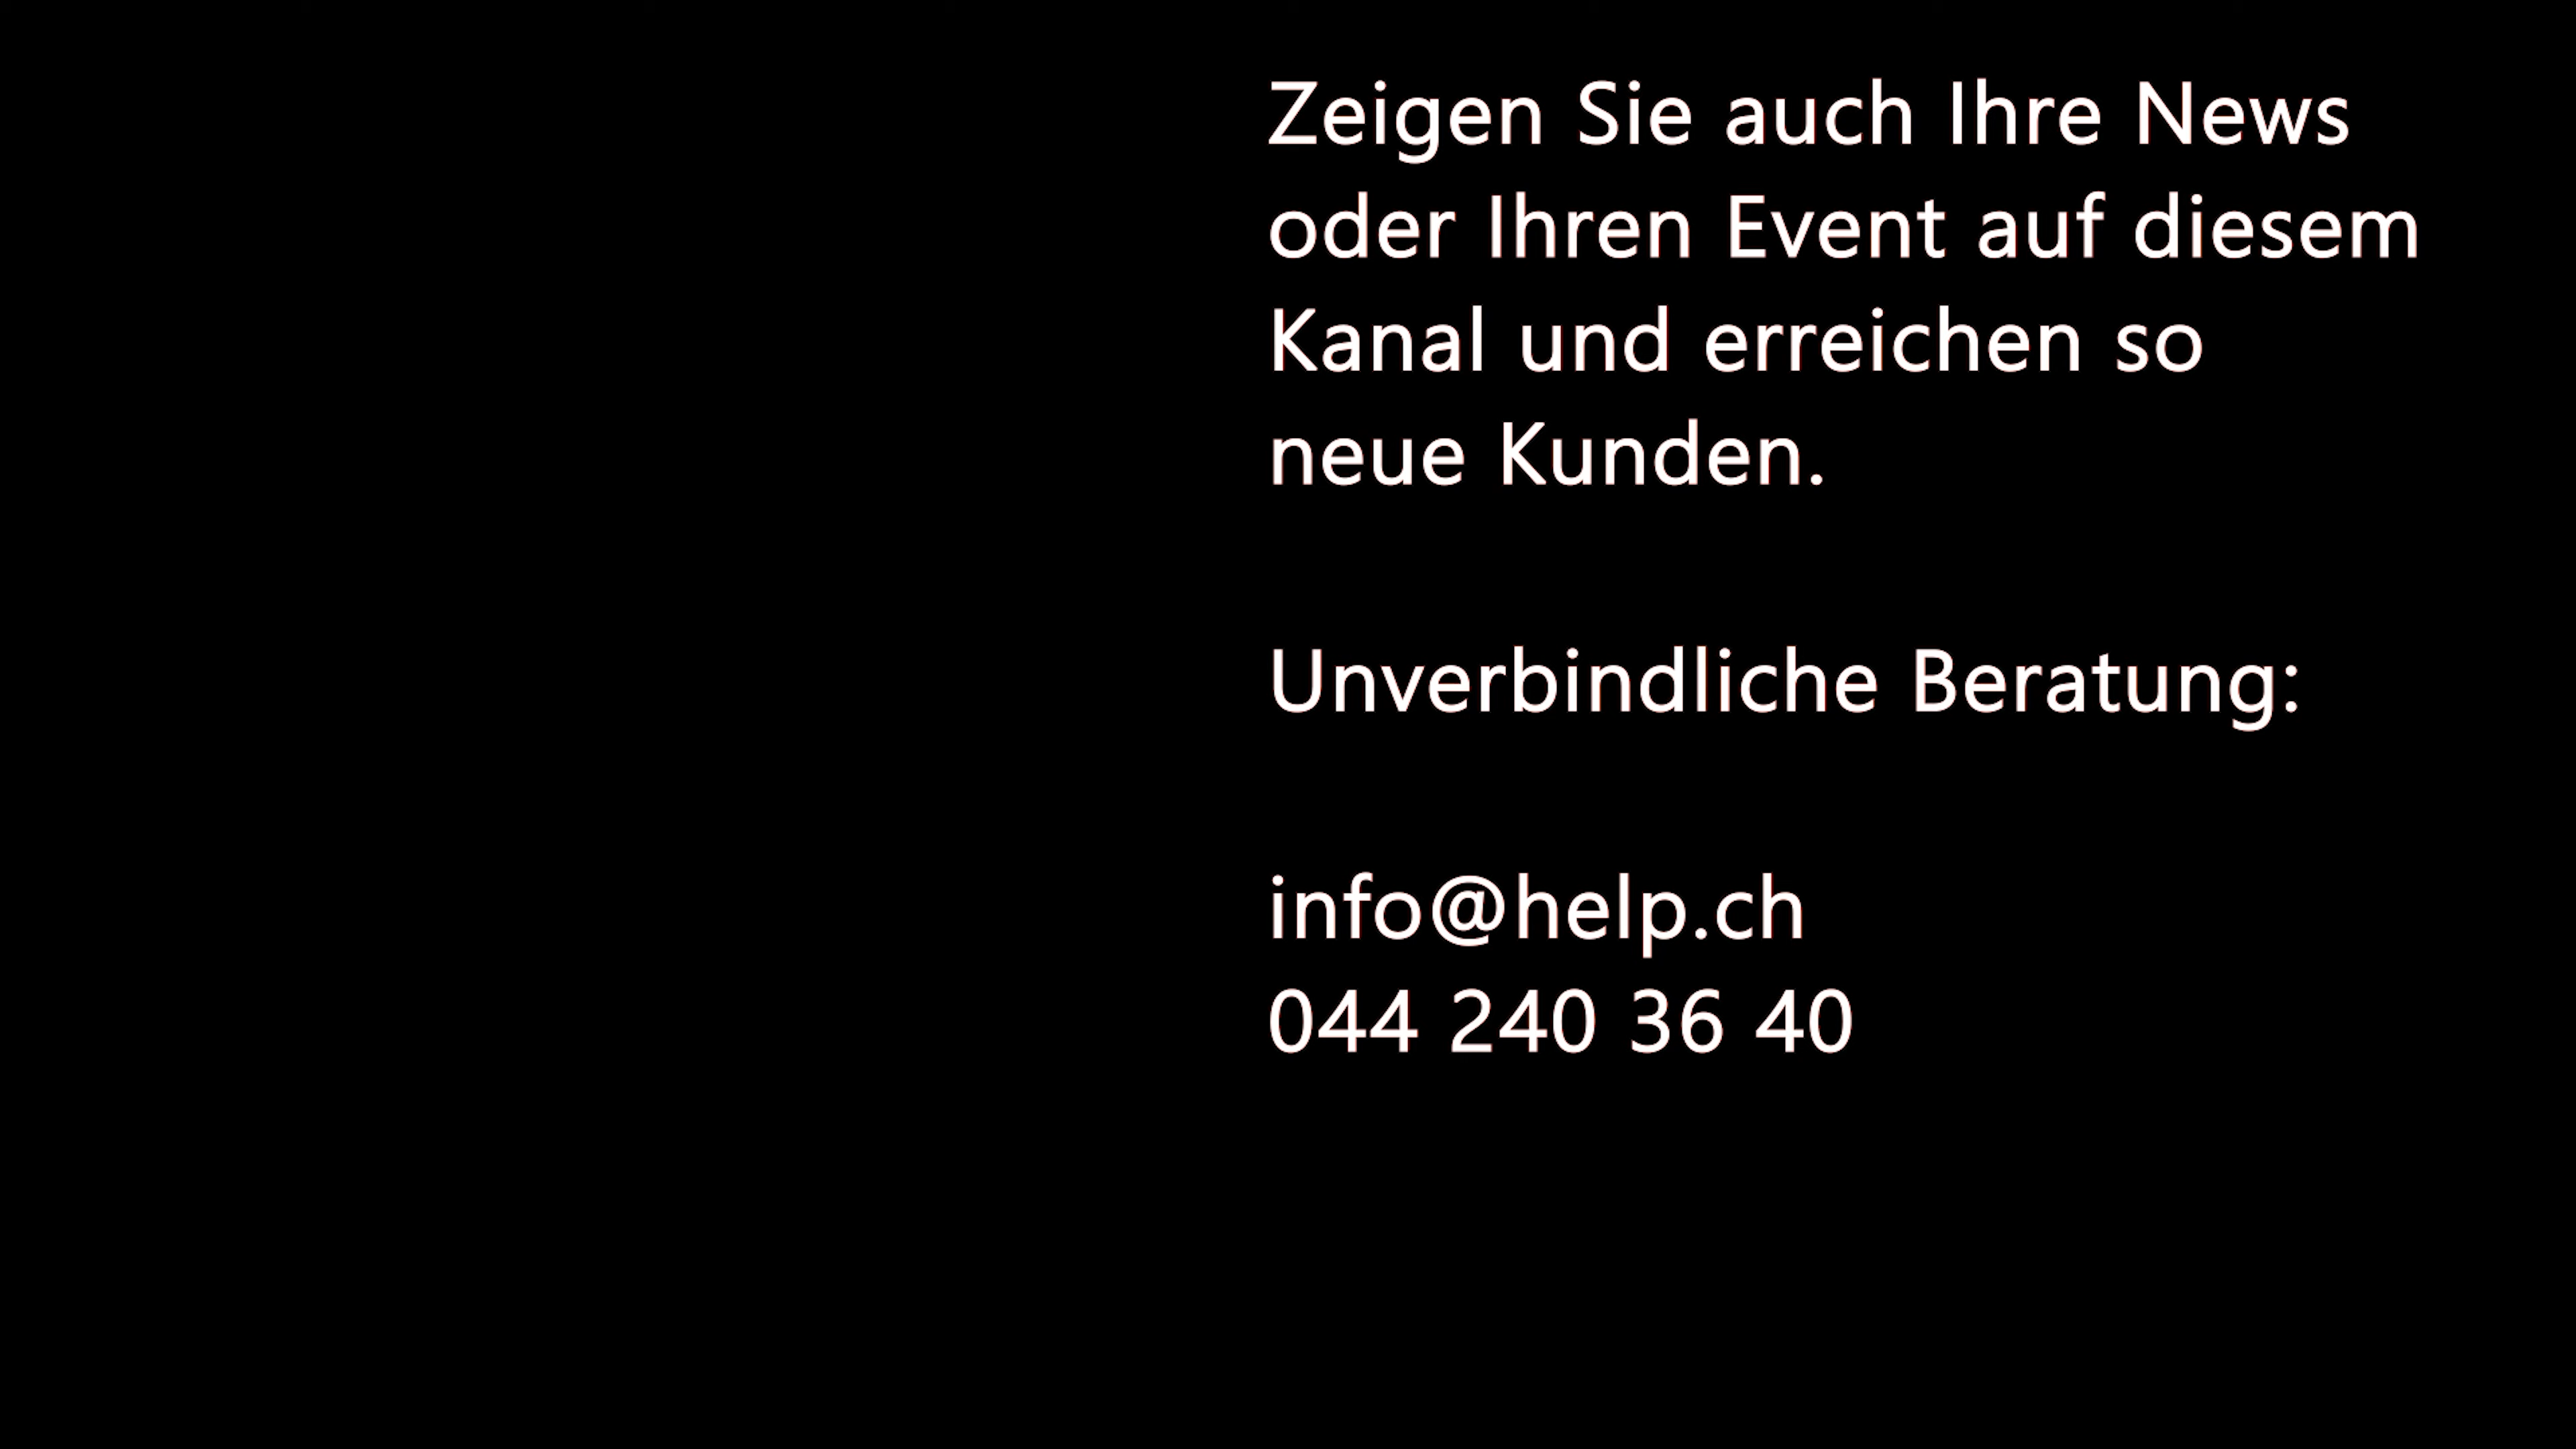 Zeigen Sie auch Ihre News
oder Ihren Event auf diesem
Kanal und erreichen so
neue Kunden.
Unverbindliche Beratung:
info@help.ch
044 240 36 40